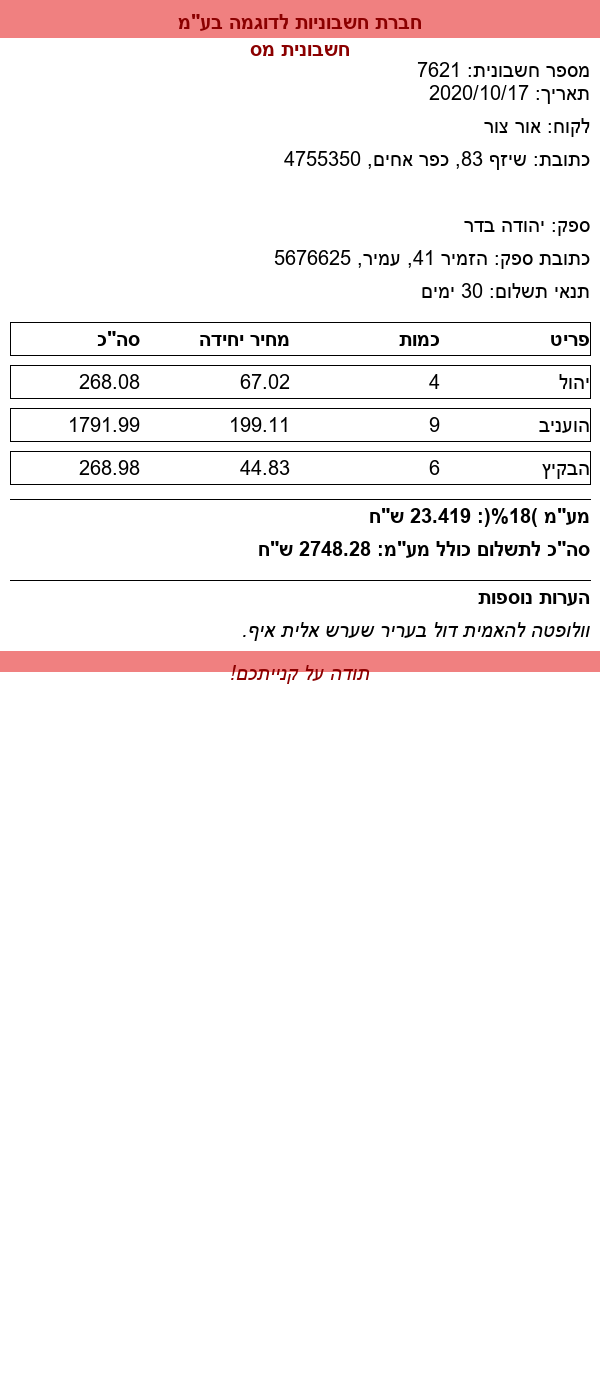 חברת חשבוניות לדוגמה בע"מ
חשבונית מס
מספר חשבונית: 7621
תאריך: 2020/10/17
לקוח: אור צור
כתובת: שיזף 83, כפר אחים, 4755350
ספק: יהודה בדר
כתובת ספק: הזמיר 41, עמיר, 5676625
תנאי תשלום: 30 ימים
פריט כמות מחיר יחידה סה"כ
יהול 4 67.02 268.08
הועניב 9 199.11 1791.99
הבקיץ 6 44.83 268.98
מע"מ )18%(: 23.419 ש"ח
סה"כ לתשלום כולל מע"מ: 2748.28 ש"ח
הערות נוספות
וולופטה להאמית דול בעריר שערש אלית איף.
תודה על קנייתכם!